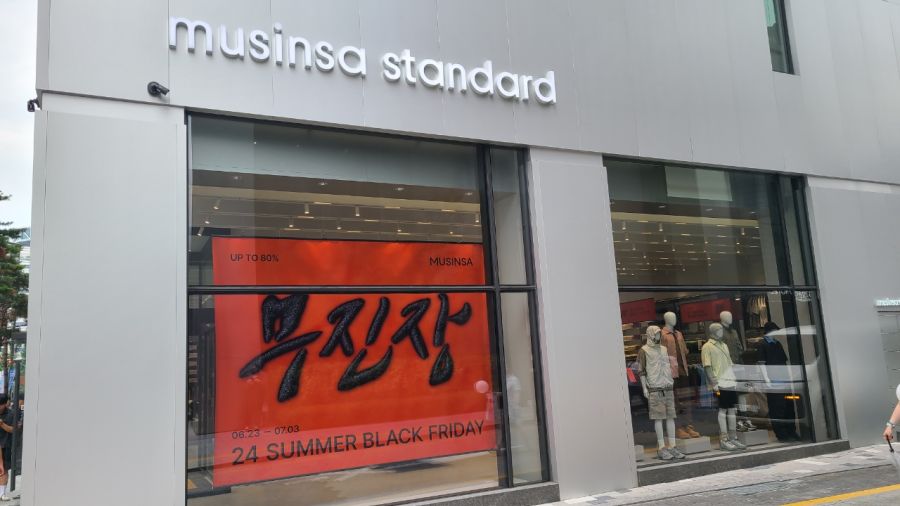 musinsa standard
UP TO 80% MUSINSA
무진장
06.23 – 07.03
24 SUMMER BLACK FRIDAY